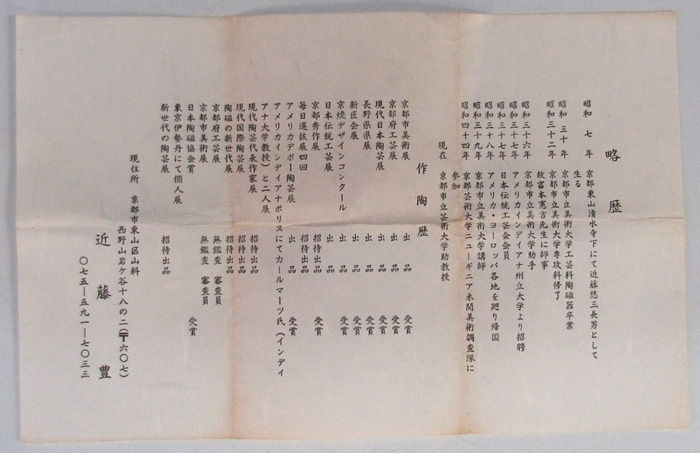 略歴
昭和 七 年 京都東山清水寺下にて近藤悠三長男として
生る
昭和 三十 年 京都市立美術大学工芸科陶磁器卒業
昭和三十二年 京都市立美術大学専攻科修了
故富本憲吉先生に師事
京都市立美術大学助手
昭和三十六年 アメリカインデイアナ州立大学より招聘
昭和三十七年 日本伝統工芸会会員
昭和三十八年 アメリカ・ヨーロッパ各地を廻り帰国
昭和三十九年 京都市立美術大学講師
昭和四十四年 京都芸術大学ニューギニア未開美術調査隊に
参加
現在 京都市立芸術大学助教授
作陶歴
京都市美術展 出品 受賞
京都府工芸展 出品 受賞
現代日本陶芸展 出品 受賞
長野県展 出品 受賞
新匠会展 出品 受賞
京焼デザインコンクール 出品 受賞
日本伝統工芸展 出品
京都秀作展 招待出品 受賞
毎日選抜展四回 招待出品
アメリカデポー陶芸展 出品 受賞
アメリカインデイアナポリスにてカールマーツ氏(インデイ
アナ大学教授)と二人展
現代陶芸代表作家展 招待出品
現代国際陶芸展 招待出品
陶磁の新世代展 招待出品
京都府工芸展 無鑑査 審査員
京都市美術展 無鑑査 審査員
日本陶磁協会賞 受賞
東京伊勢丹にて個人展
新世代の陶芸展 招待出品
現住所 京都市東山区山科
西野山岩ケ谷十八の二(〒六〇七)
近藤豊
〇七五―五九一―七〇三三